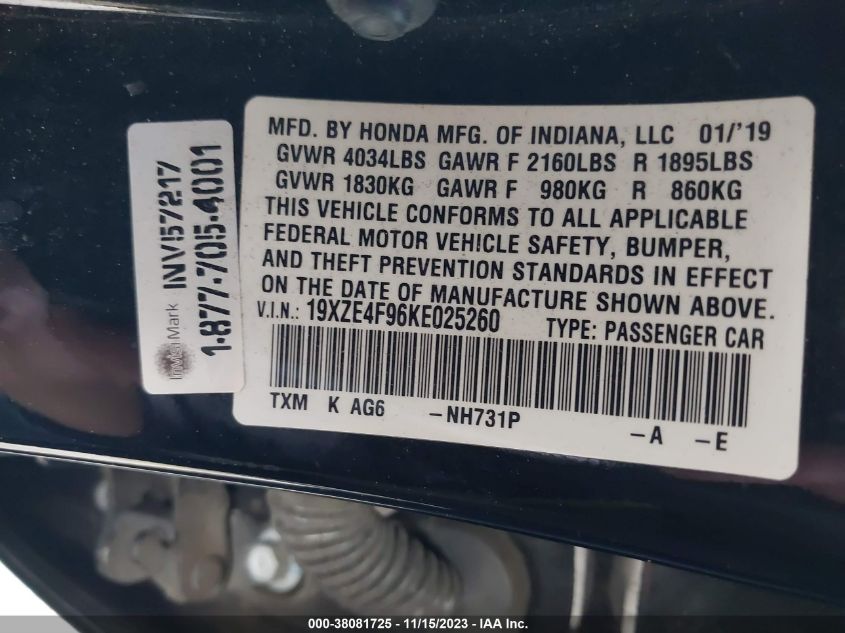 MFD. BY HONDA MFG. OF INDIANA, LLC 01/'19
GVWR 4034LBS GAWR F 2160LBS R 1895LBS
GVWR 1830KG GAWR F 980KG R 860KG
THIS VEHICLE CONFORMS TO ALL APPLICABLE
FEDERAL MOTOR VEHICLE SAFETY, BUMPER,
AND THEFT PREVENTION STANDARDS IN EFFECT
ON THE DATE OF MANUFACTURE SHOWN ABOVE.
V.I.N.: 19XZE4F96KE025260 TYPE: PASSENGER CAR
TXM K AG6 -NH731P -A -E
InvisiMark
INV157217
1-877-705-4001
000-38081725 - 11/15/2023 - IAA Inc.